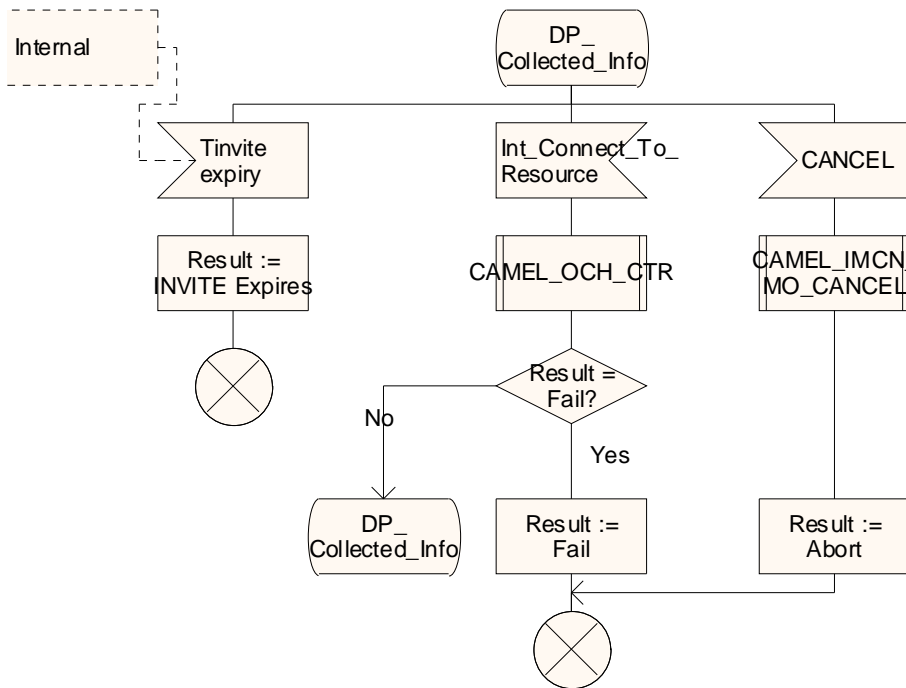 Internal
DP_
Collected_Info
Tinvite
expiry
Int_Connect_To_
Resource
CANCEL
Result :=
INVITE Expires
CAMEL_OCH_CTR
CAMEL_IMCN_
MO_CANCEL
Result =
Fail?
No
Yes
DP_
Collected_Info
Result :=
Fail
Result :=
Abort